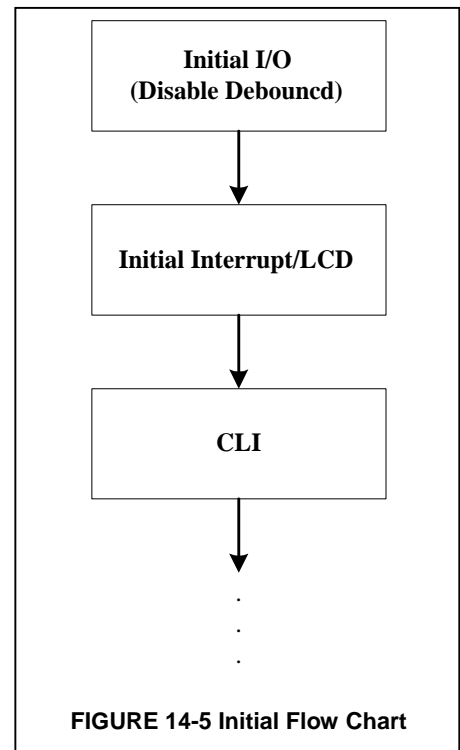 Initial I/O
(Disable Debouncd)
Initial Interrupt/LCD
CLI
.
.
.
FIGURE 14-5 Initial Flow Chart